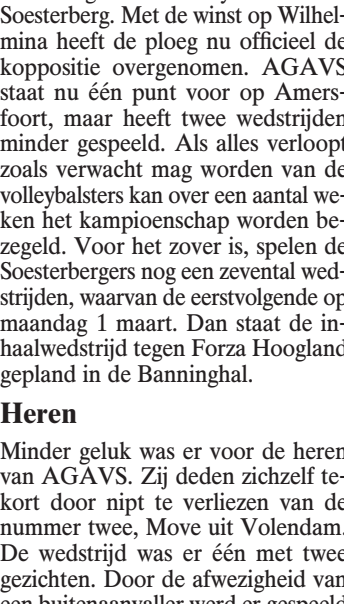 Soesterberg. Met de winst op Wilhel-
mina heeft de ploeg nu officieel de
koppositie overgenomen. AGAVS
staat nu één punt voor op Amers-
foort, maar heeft twee wedstrijden
minder gespeeld. Als alles verloopt
zoals verwacht mag worden van de
volleybalsters kan over een aantal we-
ken het kampioenschap worden be-
zegeld. Voor het zover is, spelen de
Soesterbergers nog een zevental wed-
strijden, waarvan de eerstvolgende op
maandag 1 maart. Dan staat de in-
haalwedstrijd tegen Forza Hoogland
gepland in de Banninghal.
Heren
Minder geluk was er voor de heren
van AGAVS. Zij deden zichzelf te-
kort door nipt te verliezen van de
nummer twee, Move uit Volendam.
De wedstrijd was er één met twee
gezichten. Door de afwezigheid van
een buitenaanvaller werd er gespeeld